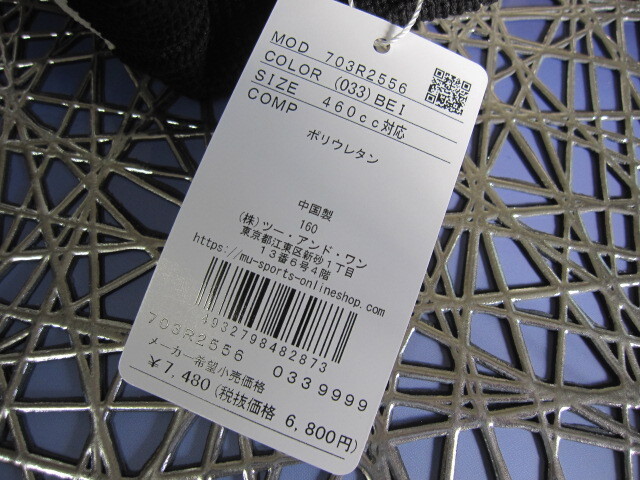 MOD 703R2556
COLOR (033) BEI
SIZE 460cc対応
COMP
ポリウレタン
中国製
160
(株)ツー・アンド・ワン
東京都江東区新砂1丁目
13番6号4階
https://mu-sports-onlineshop.com
4932798482873
703R2556 0339999
メーカー希望小売価格
¥7,480 (税抜価格 6,800円)